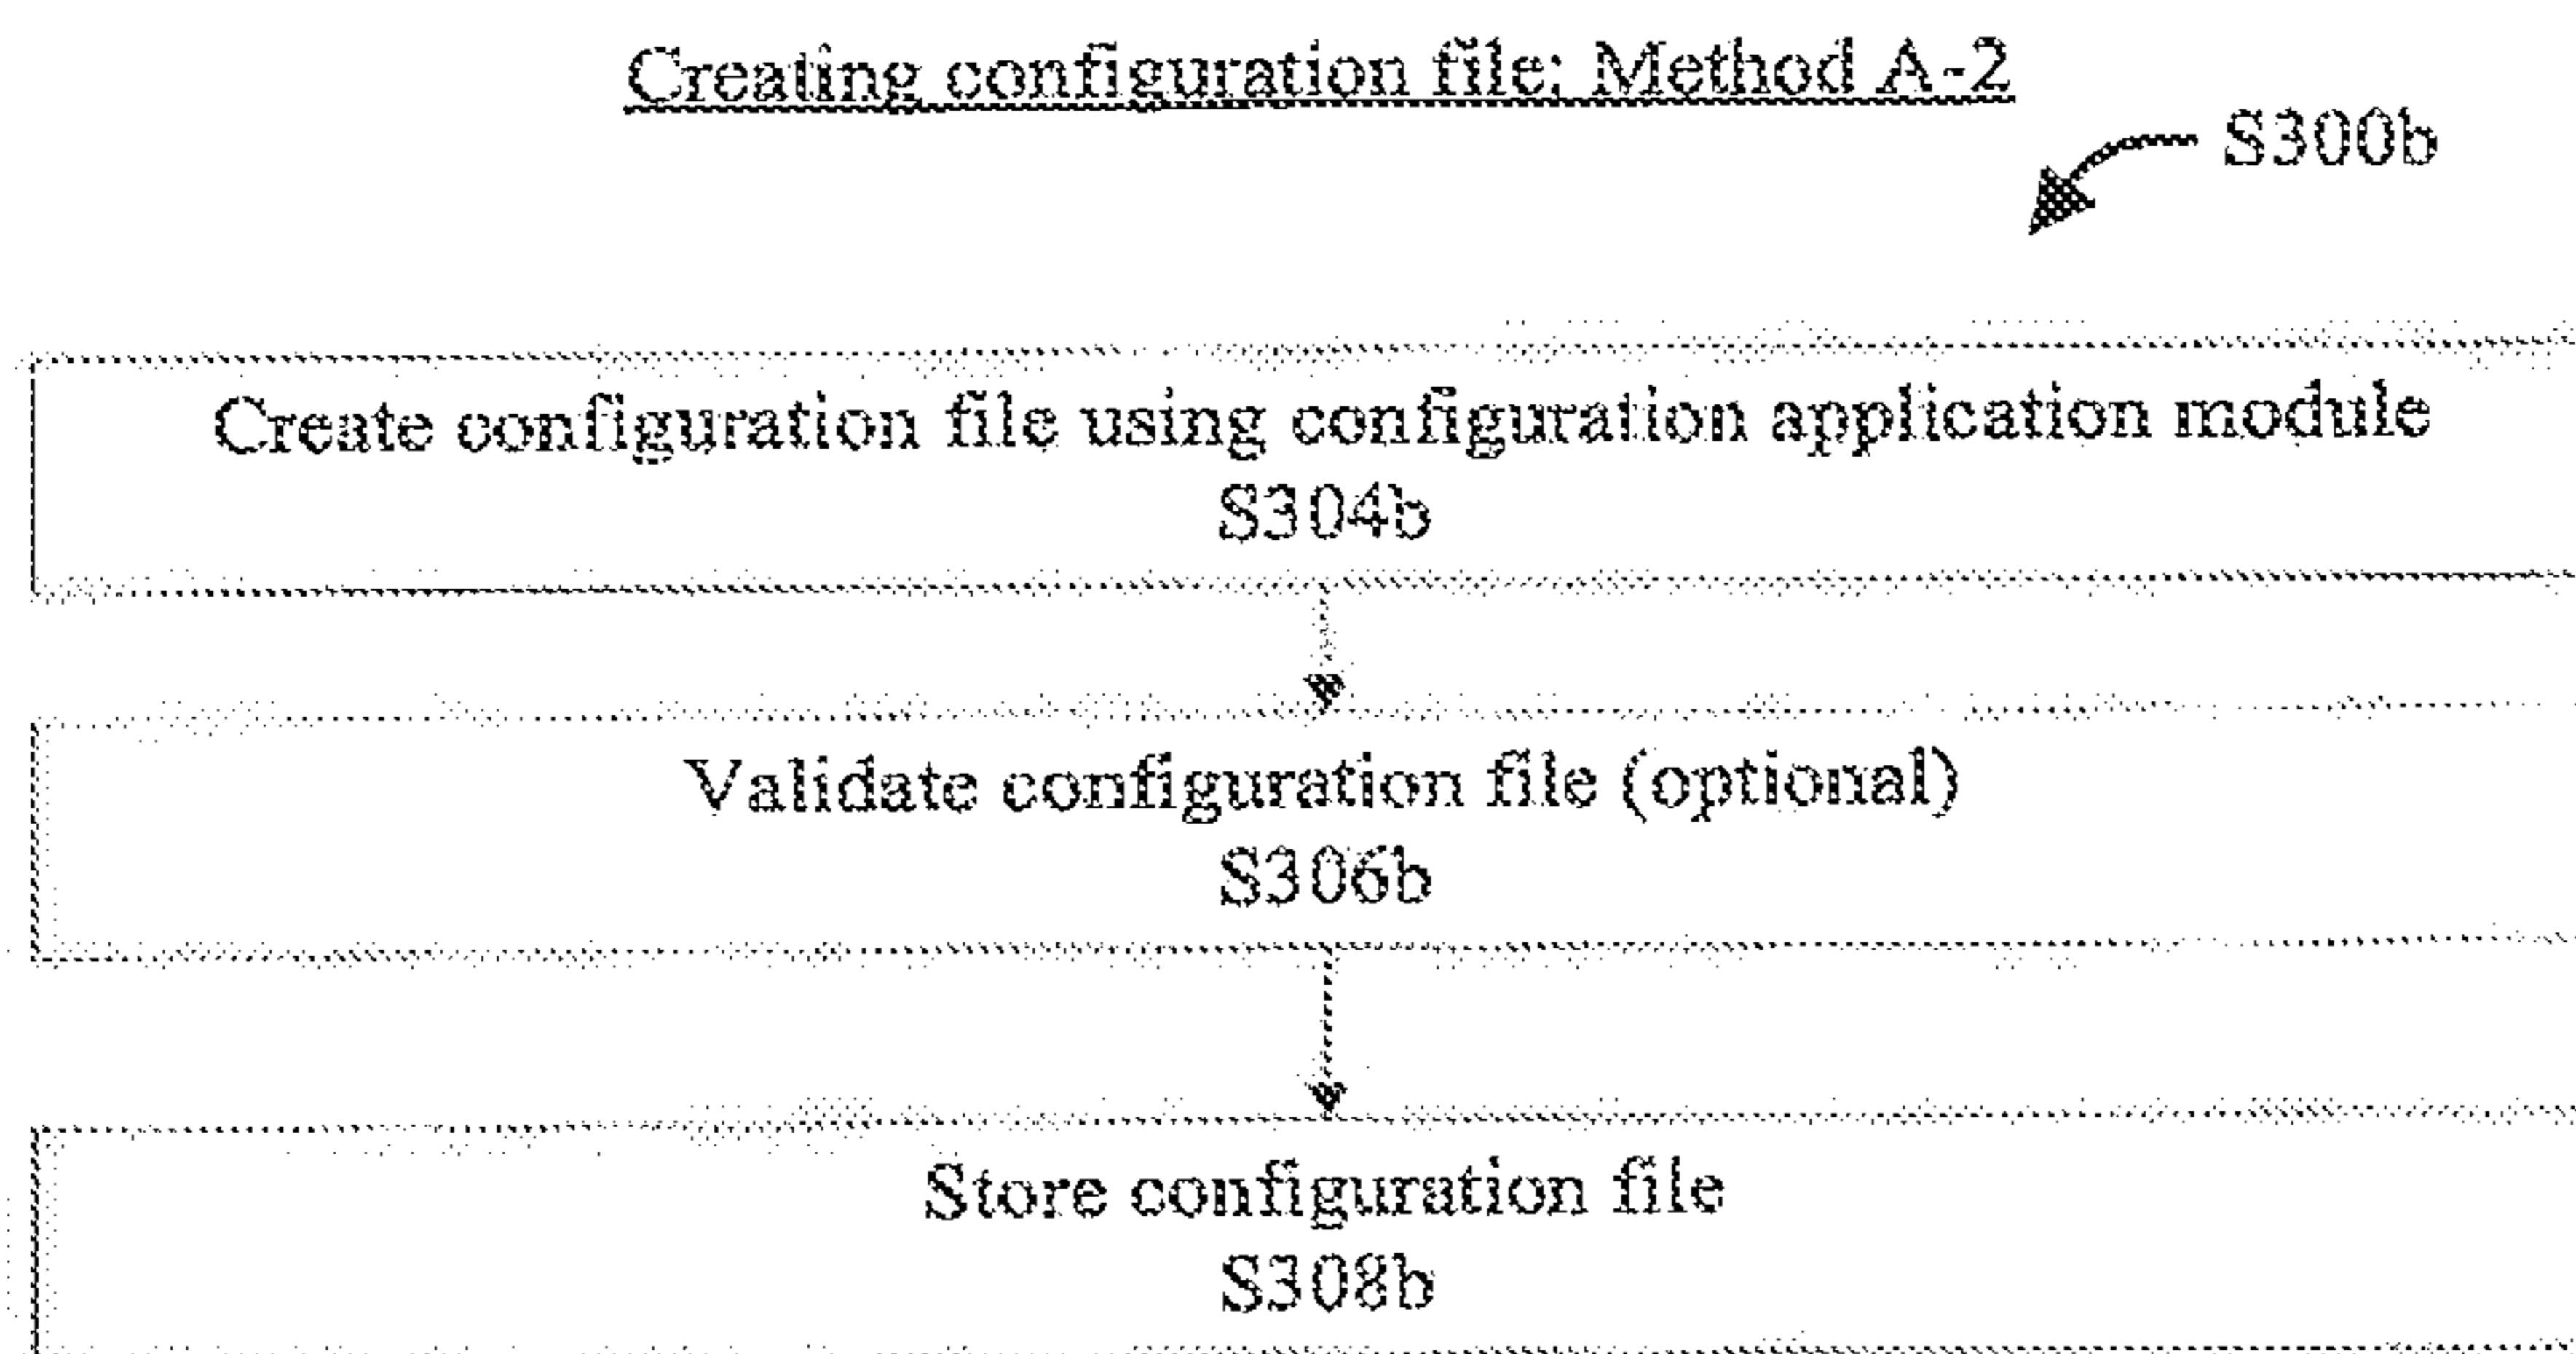 Creating configuration file: Method A-2
S300b
Create configuration file using configuration application module
S304b
Validate configuration file (optional)
S306b
Store configuration file
S308b